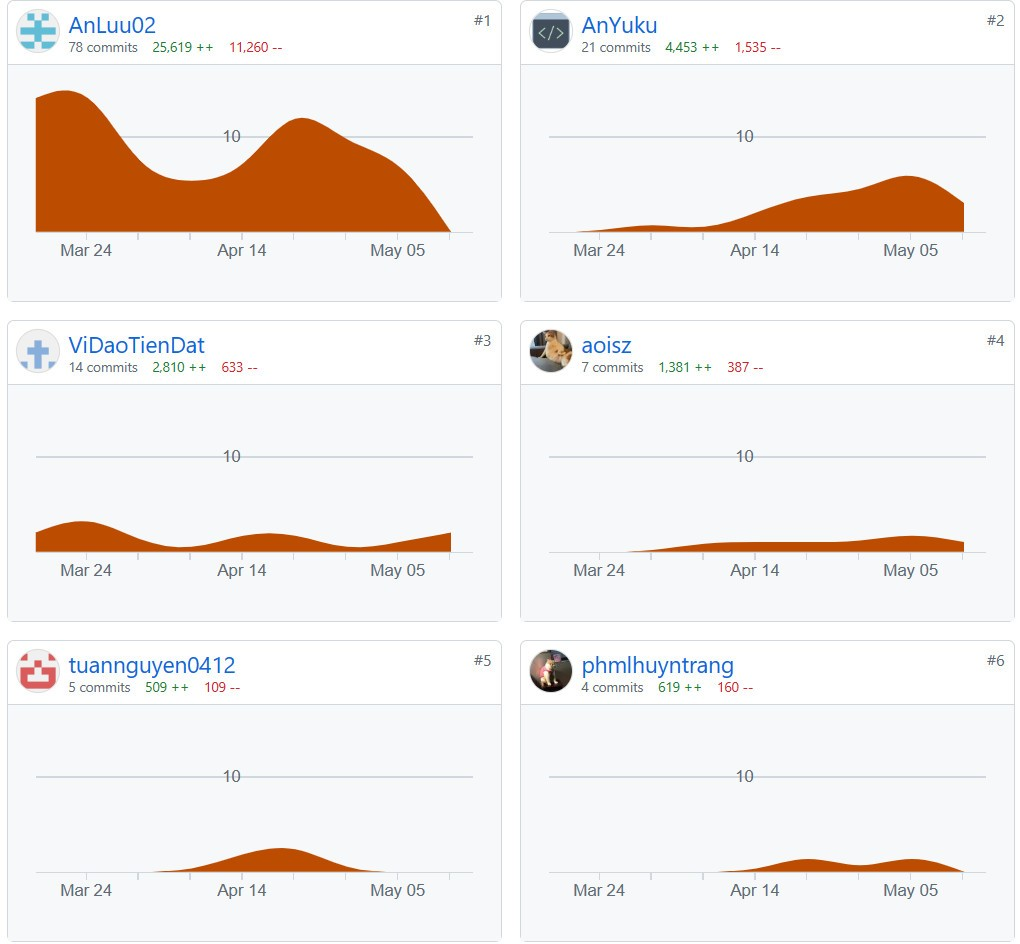 AnLuu02 #1
78 commits 25,619 ++ 11,260 --
10
Mar 24 Apr 14 May 05
AnYuku #2
21 commits 4,453 ++ 1,535 --
10
Mar 24 Apr 14 May 05
ViDaoTienDat #3
14 commits 2,810 ++ 633 --
10
Mar 24 Apr 14 May 05
aoisz #4
7 commits 1,381 ++ 387 --
10
Mar 24 Apr 14 May 05
tuannguyen0412 #5
5 commits 509 ++ 109 --
10
Mar 24 Apr 14 May 05
phmlhuyntrang #6
4 commits 619 ++ 160 --
10
Mar 24 Apr 14 May 05